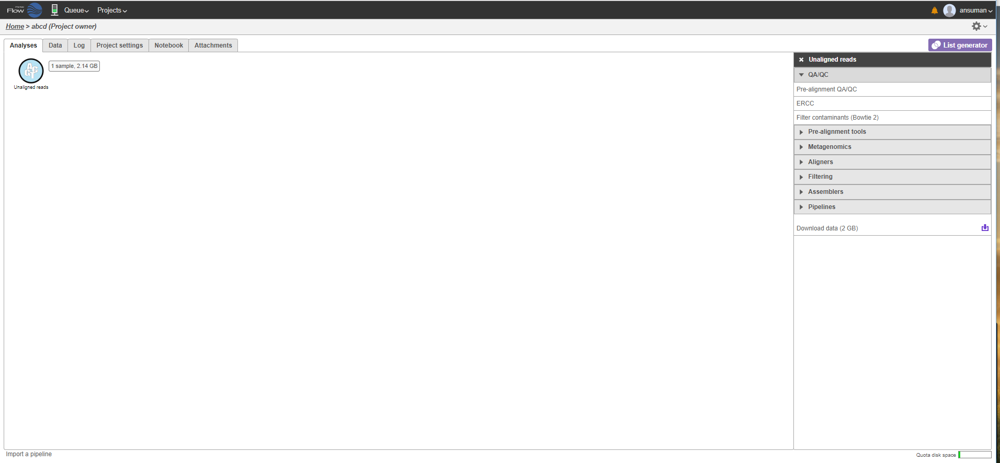 Partek
Flow
Queue
Projects
ansuman
Home > abcd (Project owner)
Analyses
Data
Log
Project settings
Notebook
Attachments
List generator
ACGT
1 sample, 2.14 GB
Unaligned reads
Unaligned reads
QA/QC
Pre-alignment QA/QC
ERCC
Filter contaminants (Bowtie 2)
Pre-alignment tools
Metagenomics
Aligners
Filtering
Assemblers
Pipelines
Download data (2 GB)
Import a pipeline
Quota disk space